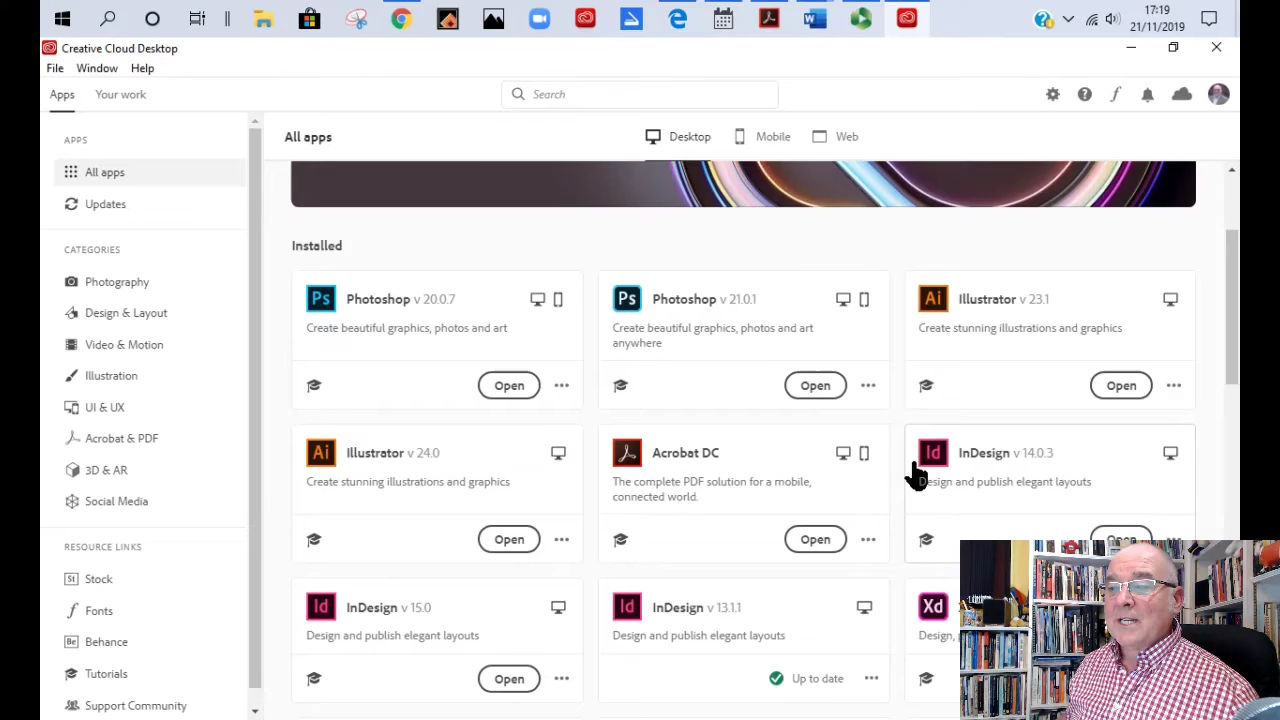 17:19
21/11/2019
Creative Cloud Desktop
File Window Help
Apps Your work
Search
APPS
All apps
Updates
CATEGORIES
Photography
Design & Layout
Video & Motion
Illustration
UI & UX
Acrobat & PDF
3D & AR
Social Media
RESOURCE LINKS
St Stock
Fonts
Be Behance
Tutorials
Support Community
All apps
Desktop Mobile Web
Installed
Ps Photoshop v 20.0.7
Create beautiful graphics, photos and art
Open
Ps Photoshop v 21.0.1
Create beautiful graphics, photos and art
anywhere
Open
Ai Illustrator v 23.1
Create stunning illustrations and graphics
Open
Ai Illustrator v 24.0
Create stunning illustrations and graphics
Open
Acrobat DC
The complete PDF solution for a mobile,
connected world.
Open
Id InDesign v 14.0.3
Design and publish elegant layouts
Open
Id InDesign v 15.0
Design and publish elegant layouts
Open
Id InDesign v 13.1.1
Design and publish elegant layouts
Up to date
Xd
Design,